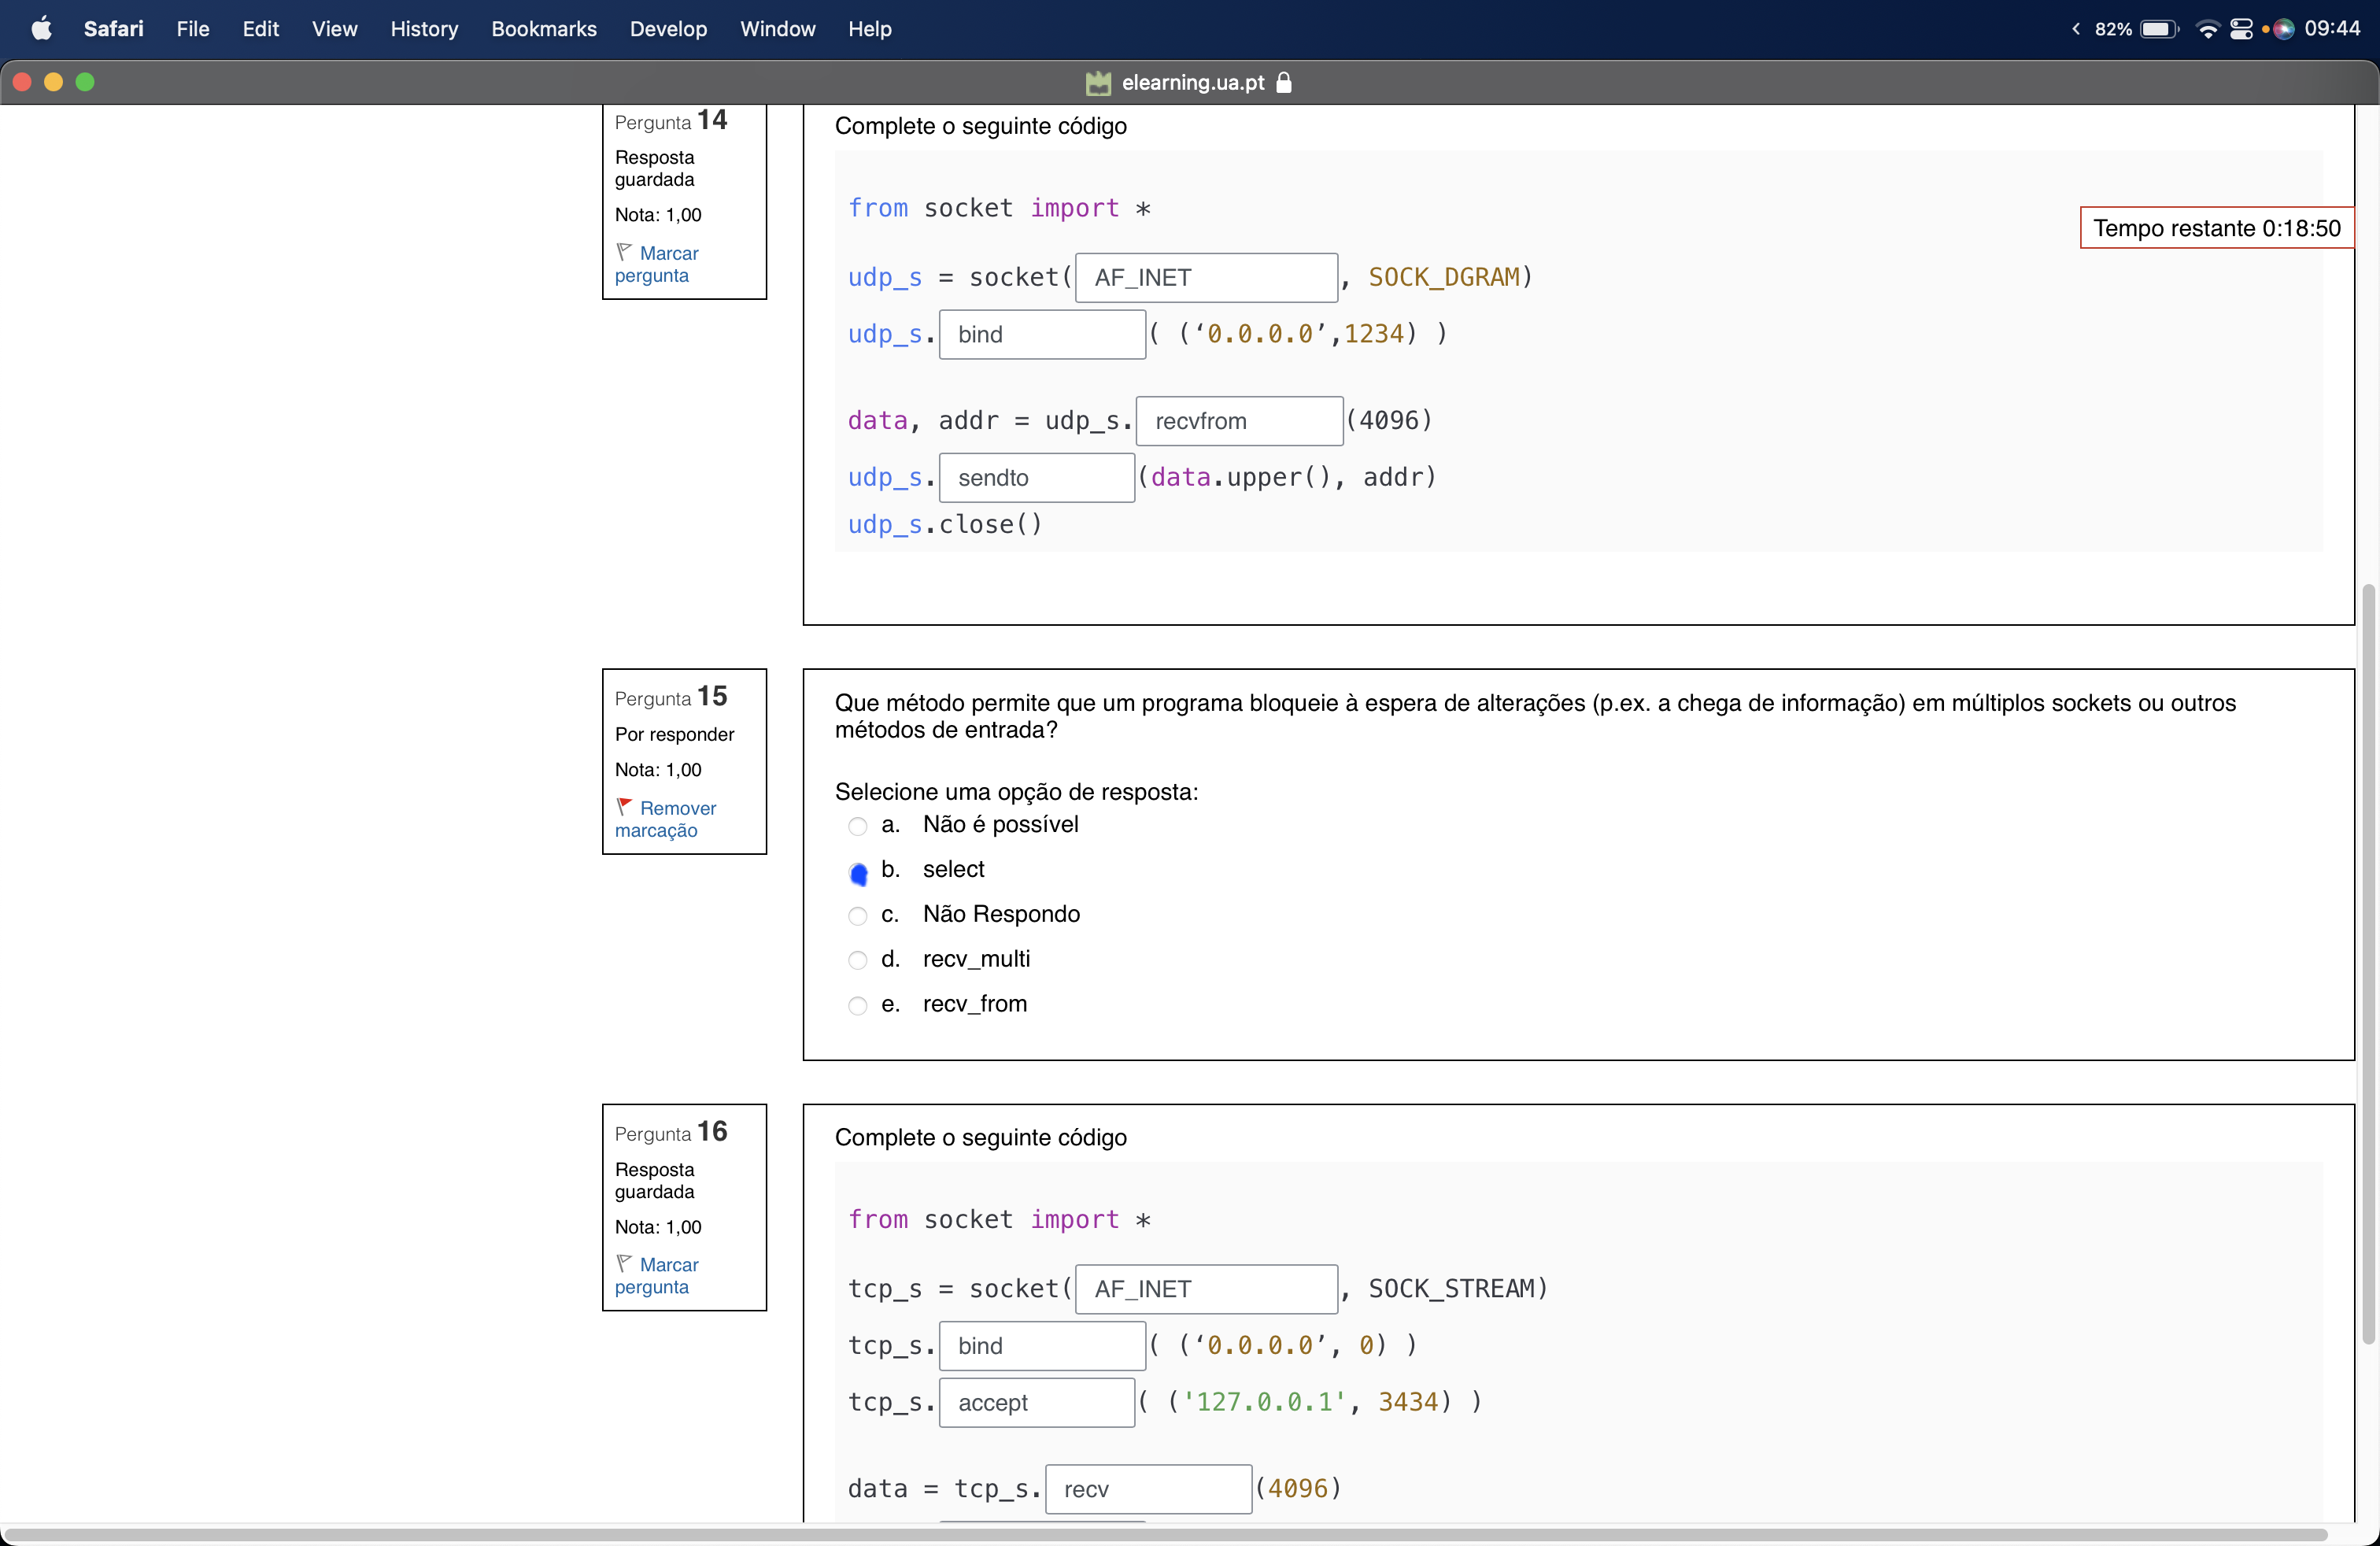 Safari File Edit View History Bookmarks Develop Window Help 82% 09:44
elearning.ua.pt
Pergunta 14
Resposta
guardada
Nota: 1,00
Marcar
pergunta
Complete o seguinte código
from socket import *
Tempo restante 0:18:50
udp_s = socket( AF_INET , SOCK_DGRAM)
udp_s. bind ( (‘0.0.0.0’,1234) )
data, addr = udp_s. recvfrom (4096)
udp_s. sendto (data.upper(), addr)
udp_s.close()
Pergunta 15
Por responder
Nota: 1,00
Remover
marcação
Que método permite que um programa bloqueie à espera de alterações (p.ex. a chega de informação) em múltiplos sockets ou outros
métodos de entrada?
Selecione uma opção de resposta:
a. Não é possível
b. select
c. Não Respondo
d. recv_multi
e. recv_from
Pergunta 16
Resposta
guardada
Nota: 1,00
Marcar
pergunta
Complete o seguinte código
from socket import *
tcp_s = socket( AF_INET , SOCK_STREAM)
tcp_s. bind ( (‘0.0.0.0’, 0) )
tcp_s. accept ( ('127.0.0.1', 3434) )
data = tcp_s. recv (4096)